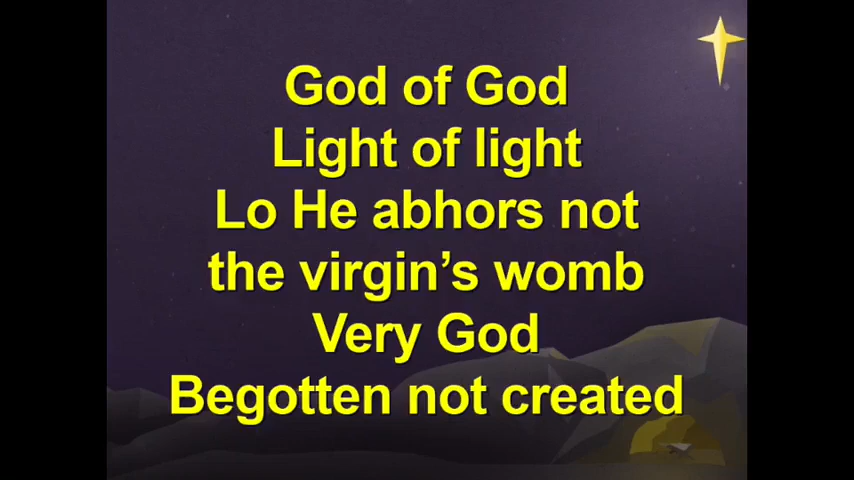 God of God
Light of light
Lo He abhors not
the virgin’s womb
Very God
Begotten not created